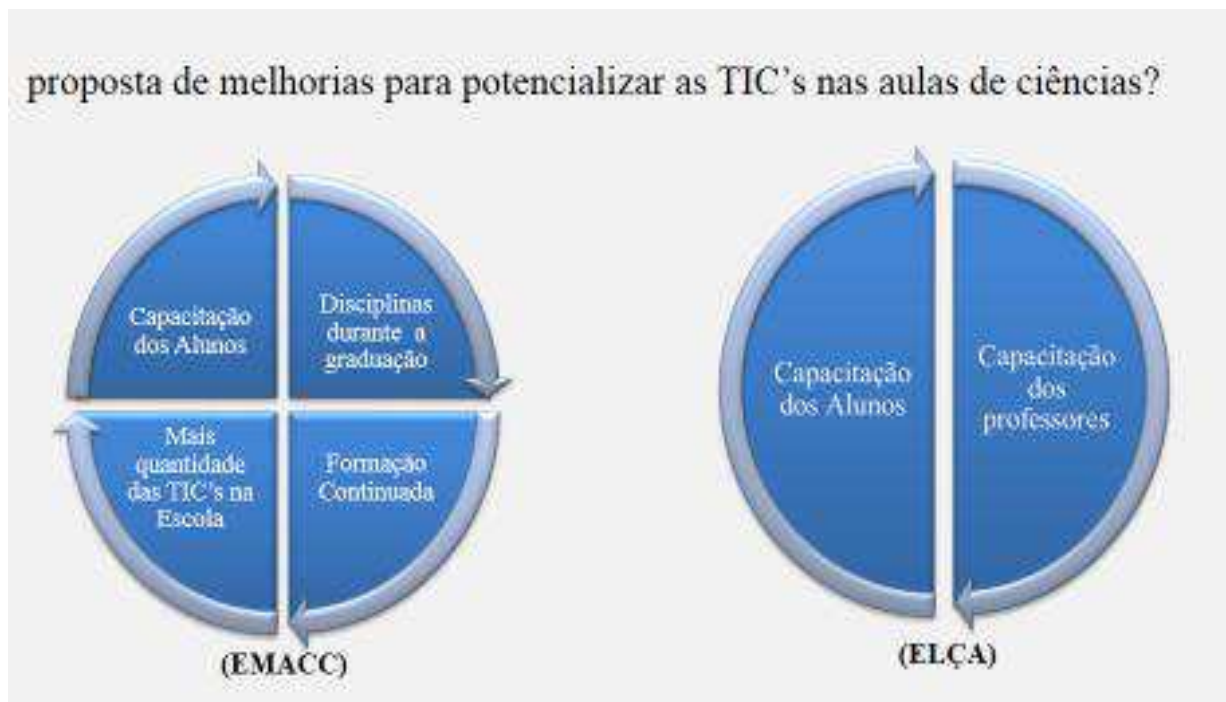 proposta de melhorias para potencializar as TIC's nas aulas de ciências?
Capacitação
dos Alunos
Disciplinas
durante a
graduação
Mais
quantidade
das TIC's na
Escola
Formação
Continuada
(EMACC)
Capacitação
dos Alunos
Capacitação
dos
professores
(ELÇA)